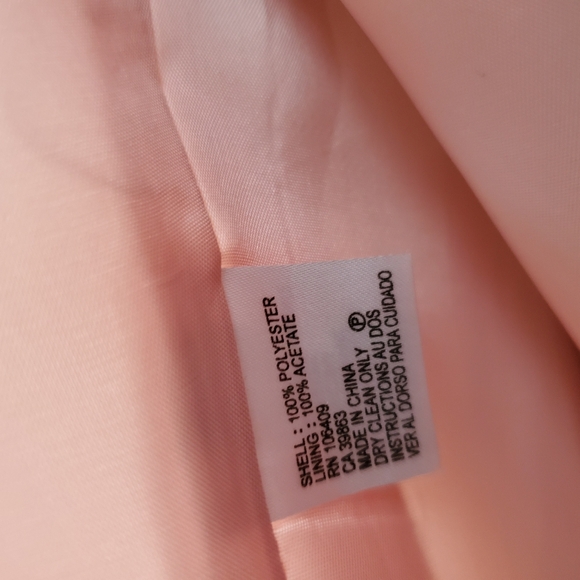 SHELL : 100% POLYESTER
LINING : 100% ACETATE
RN 106409
CA 39863
MADE IN CHINA
DRY CLEAN ONLY Ⓟ
INSTRUCTIONS AU DOS
VER AL DORSO PARA CUIDADO